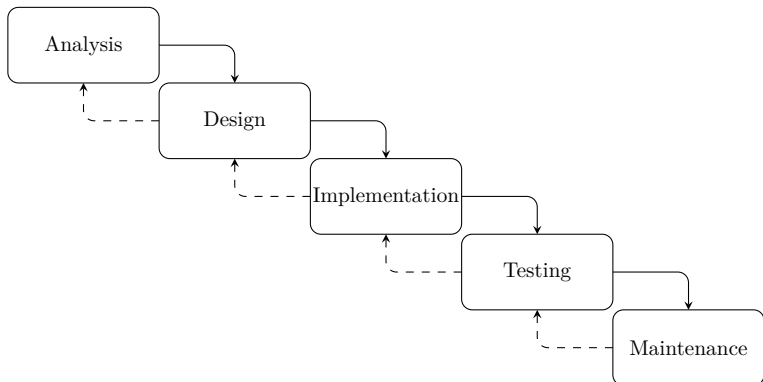 Analysis
Design
Implementation
Testing
Maintenance